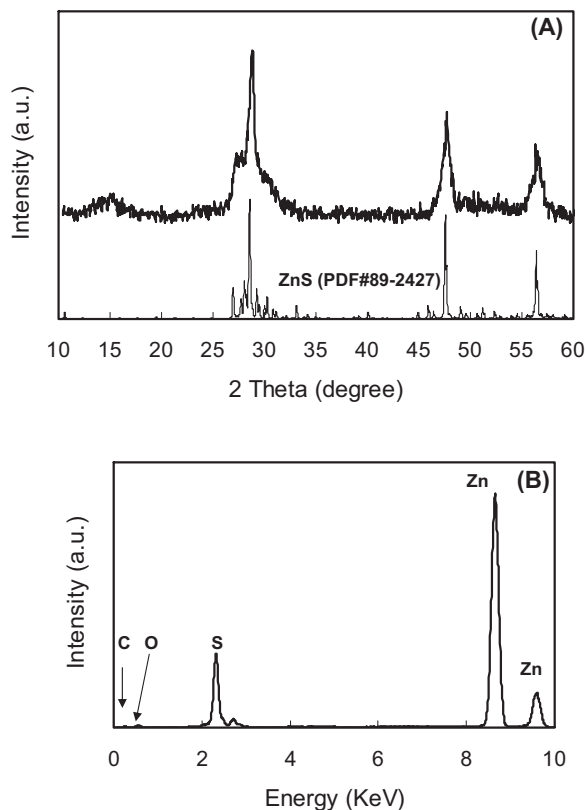 (A)
Intensity (a.u.)
ZnS (PDF#89-2427)
10 15 20 25 30 35 40 45 50 55 60
2 Theta (degree)
(B)
Zn
Intensity (a.u.)
C O S
Zn
0 2 4 6 8 10
Energy (KeV)